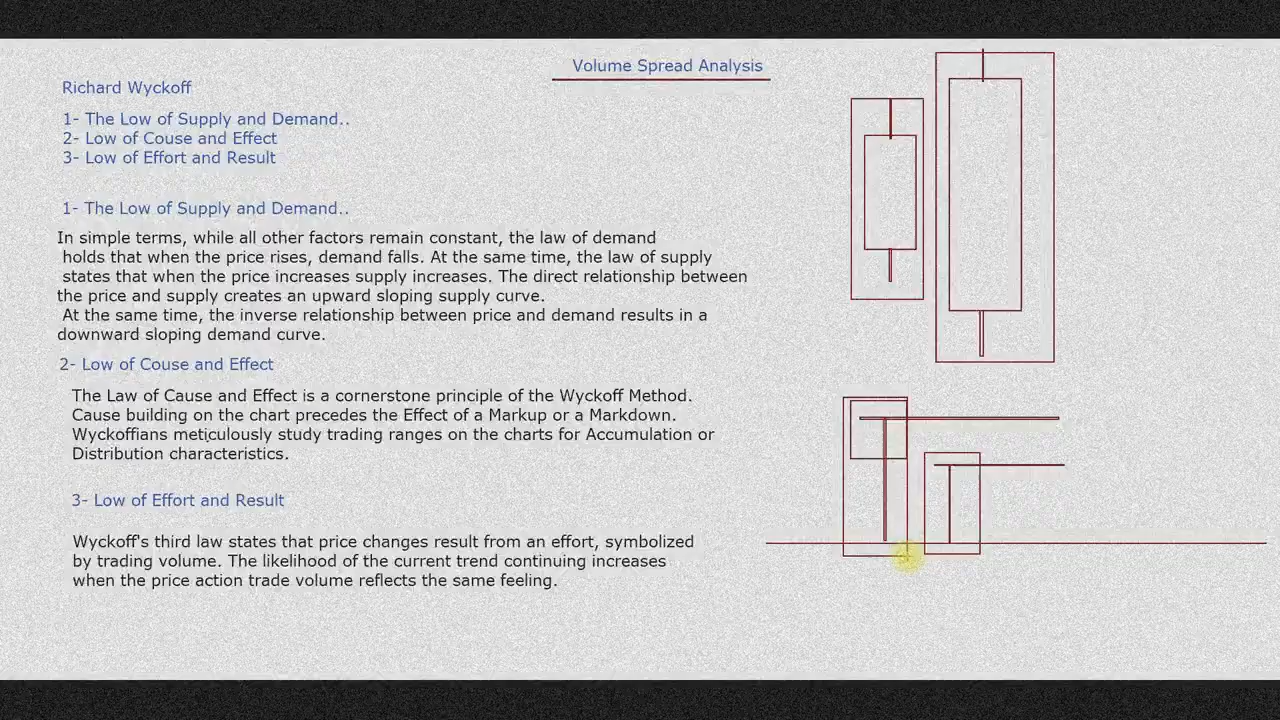 Volume Spread Analysis
Richard Wyckoff
1- The Low of Supply and Demand..
2- Low of Couse and Effect
3- Low of Effort and Result
1- The Low of Supply and Demand..
In simple terms, while all other factors remain constant, the law of demand
holds that when the price rises, demand falls. At the same time, the law of supply
states that when the price increases supply increases. The direct relationship between
the price and supply creates an upward sloping supply curve.
At the same time, the inverse relationship between price and demand results in a
downward sloping demand curve.
2- Low of Couse and Effect
The Law of Cause and Effect is a cornerstone principle of the Wyckoff Method.
Cause building on the chart precedes the Effect of a Markup or a Markdown.
Wyckoffians meticulously study trading ranges on the charts for Accumulation or
Distribution characteristics.
3- Low of Effort and Result
Wyckoff's third law states that price changes result from an effort, symbolized
by trading volume. The likelihood of the current trend continuing increases
when the price action trade volume reflects the same feeling.